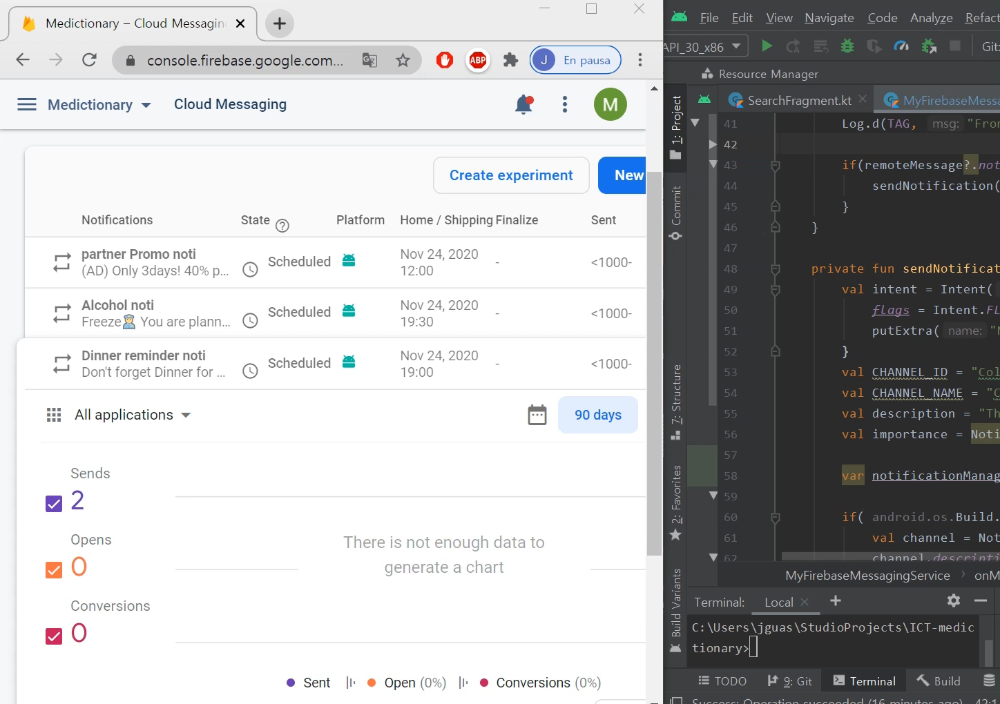 Medictionary – Cloud Messaging
console.firebase.google.com...
ABP
J En pausa
Medictionary
Cloud Messaging
M
Create experiment
New
Notifications
State
Platform
Home / Shipping
Finalize
Sent
partner Promo noti
(AD) Only 3days! 40% p...
Scheduled
Nov 24, 2020
12:00
-
<1000-
Alcohol noti
Freeze👮 You are plann...
Scheduled
Nov 24, 2020
19:30
-
<1000-
Dinner reminder noti
Don't forget Dinner for ...
Scheduled
Nov 24, 2020
19:00
-
<1000-
All applications
90 days
Sends
2
Opens
0
Conversions
0
There is not enough data to
generate a chart
Sent
Open (0%)
Conversions (0%)
File Edit View Navigate Code Analyze Refact
API_30_x86
Git:
Resource Manager
SearchFragment.kt
MyFirebaseMess
1: Project
Commit
7: Structure
2: Favorites
Build Variants
41 Log.d(TAG, msg: "Fro
42
43 if(remoteMessage?.not
44 sendNotification(
45 }
46 }
47
48 private fun sendNotificat
49 val intent = Intent(
50 flags = Intent.FL
51 putExtra( name: "
52 }
53 val CHANNEL_ID = "Col
54 val CHANNEL_NAME = "C
55 val description = "Th
56 val importance = Noti
57
58 var notificationManag
59
60 if( android.os.Build.
61 val channel = Not
62 channel.descripti
MyFirebaseMessagingService › onM
Terminal: Local
C:\Users\jguas\StudioProjects\ICT-medic
tionary>
TODO
9: Git
Terminal
Build
Success: Operation succeeded (16 minutes ago)
42:1